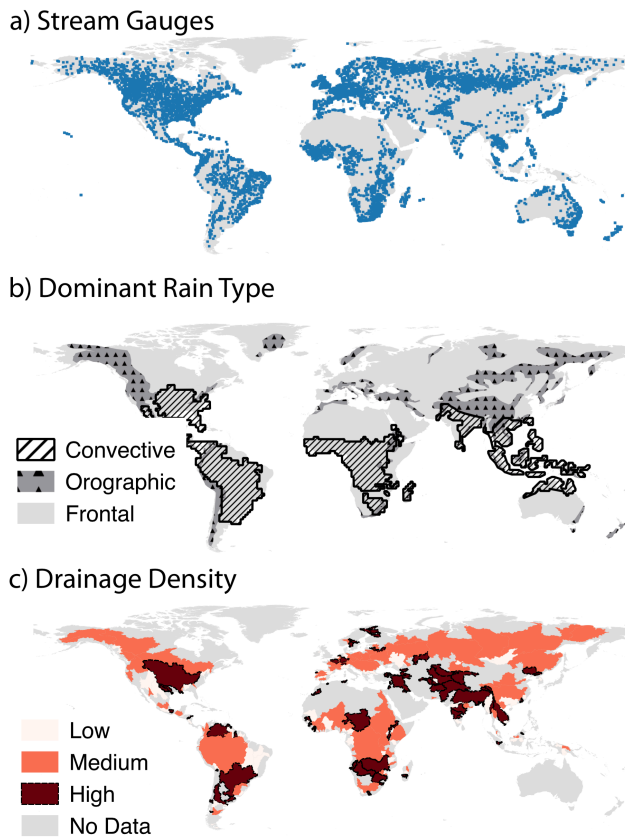 a) Stream Gauges
b) Dominant Rain Type
Convective
Orographic
Frontal
c) Drainage Density
Low
Medium
High
No Data